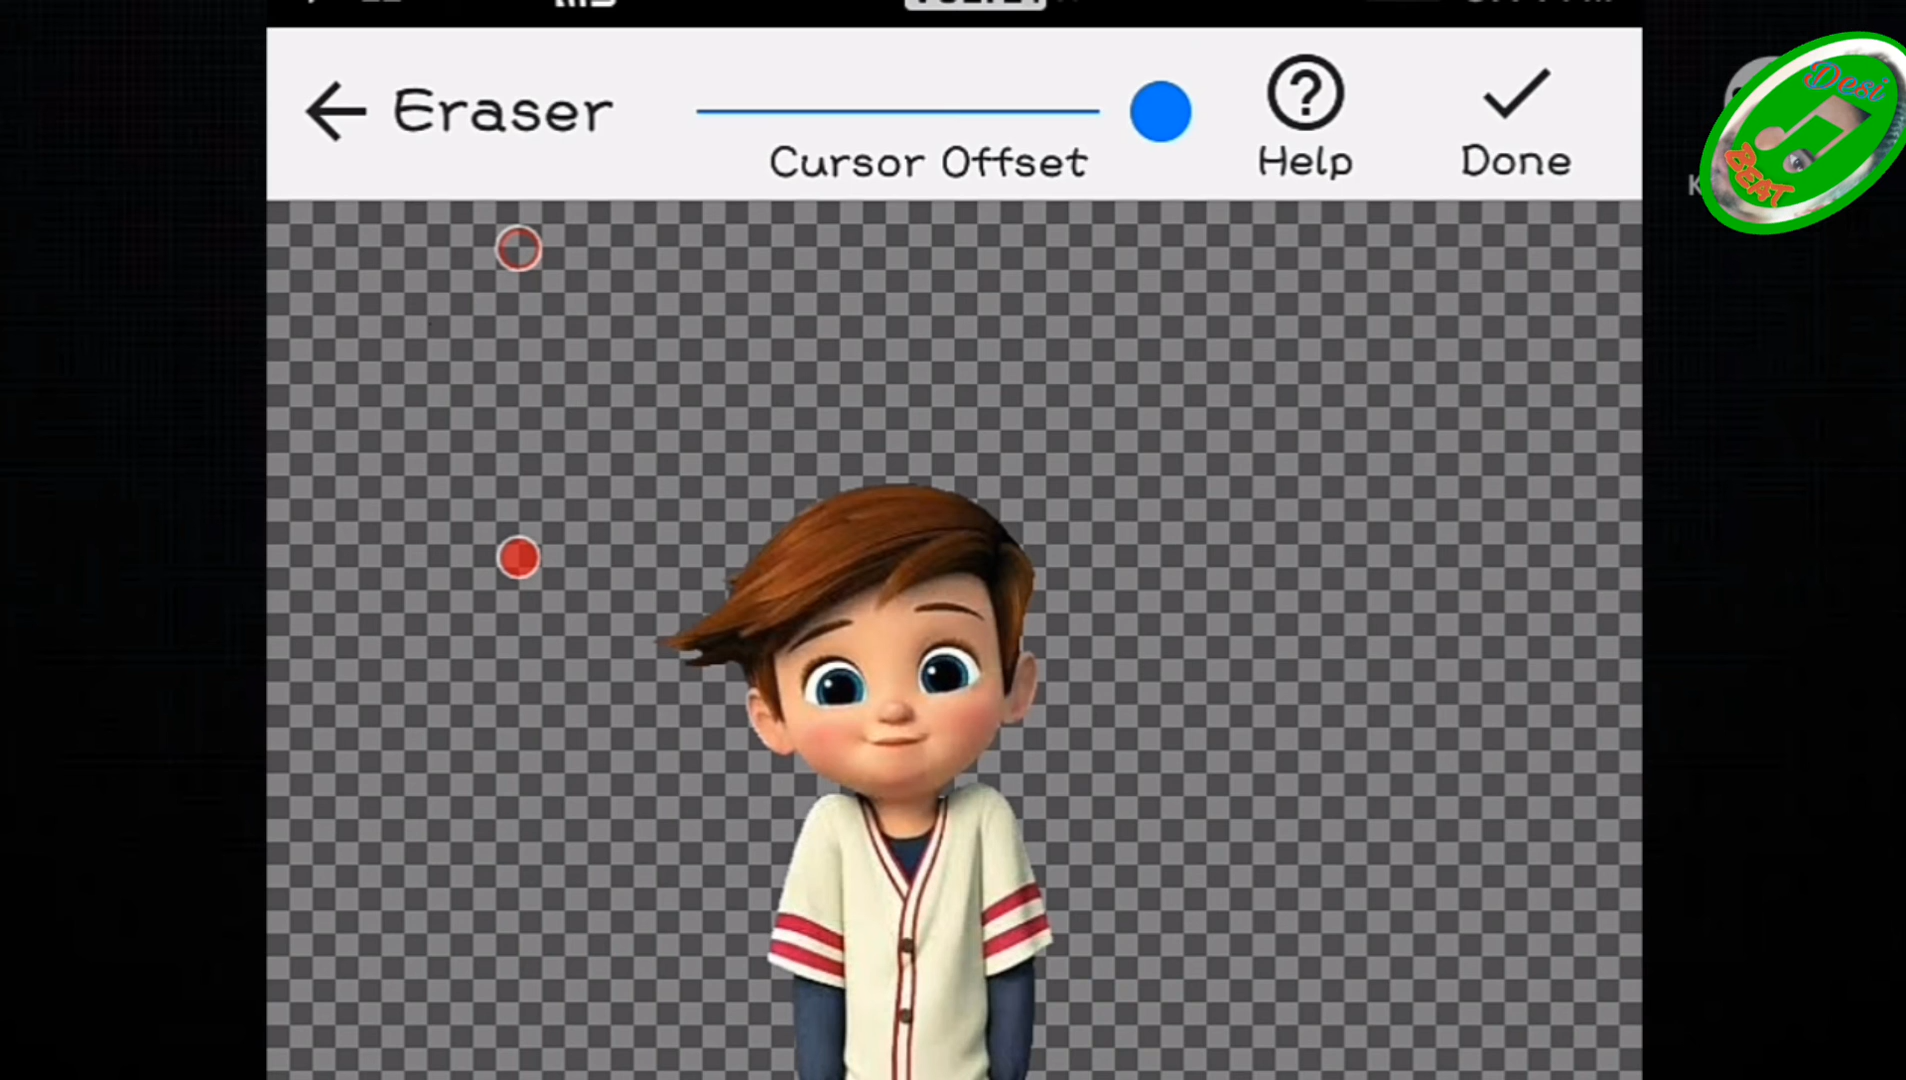 Eraser
Cursor Offset
Help
Done
Desi
BEAT